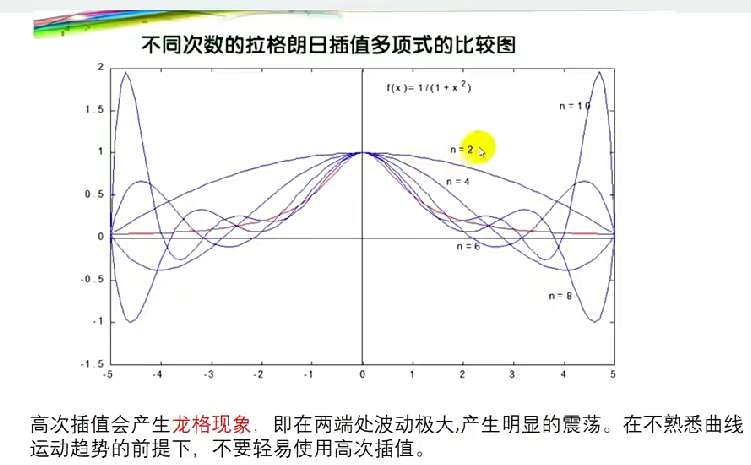 不同次数的拉格朗日插值多项式的比较图
f(x)= 1/(1+x²)
n = 10
n = 2
n = 4
n = 6
n = 8
2
1.5
1
0.5
0
-0.5
-1
-1.5
-5 -4 -3 -2 -1 0 1 2 3 4 5
高次插值会产生龙格现象，即在两端处波动极大,产生明显的震荡。在不熟悉曲线
运动趋势的前提下，不要轻易使用高次插值。